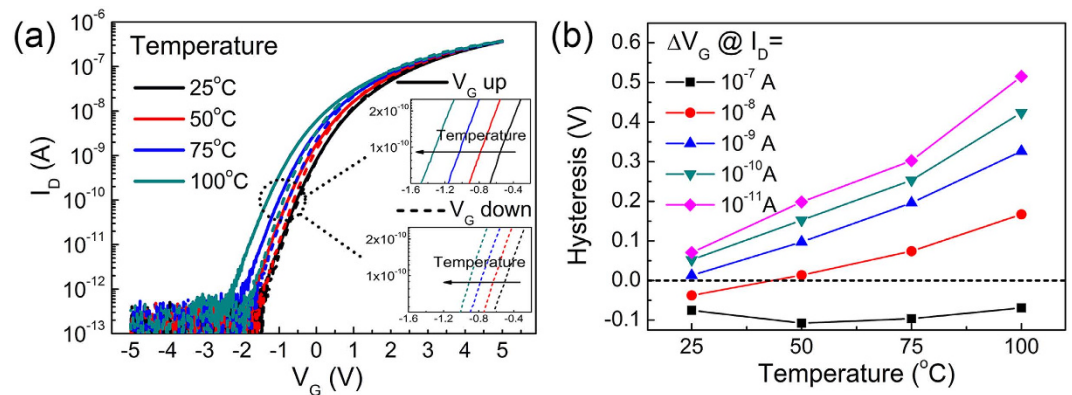 (a)
Temperature
25°C
50°C
75°C
100°C
I_D (A)
10^-6
10^-7
10^-8
10^-9
10^-10
10^-11
10^-12
10^-13
-5 -4 -3 -2 -1 0 1 2 3 4 5
V_G (V)
V_G up
2x10^-10
1x10^-10
Temperature
-1.6 -1.2 -0.8 -0.4
V_G down
2x10^-10
1x10^-10
Temperature
-1.6 -1.2 -0.8 -0.4
(b)
ΔV_G @ I_D=
10^-7 A
10^-8 A
10^-9 A
10^-10 A
10^-11 A
Hysteresis (V)
0.6
0.5
0.4
0.3
0.2
0.1
0.0
-0.1
25 50 75 100
Temperature (°C)